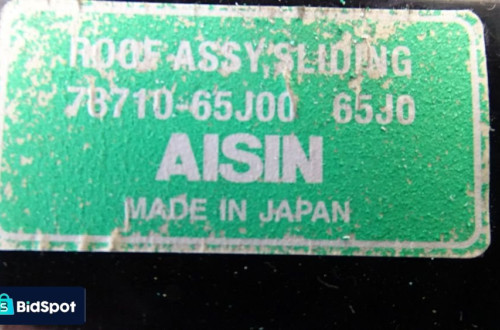 ROOF ASSY,SLIDING
78710-65J00 65J0
AISIN
MADE IN JAPAN
S BidSpot